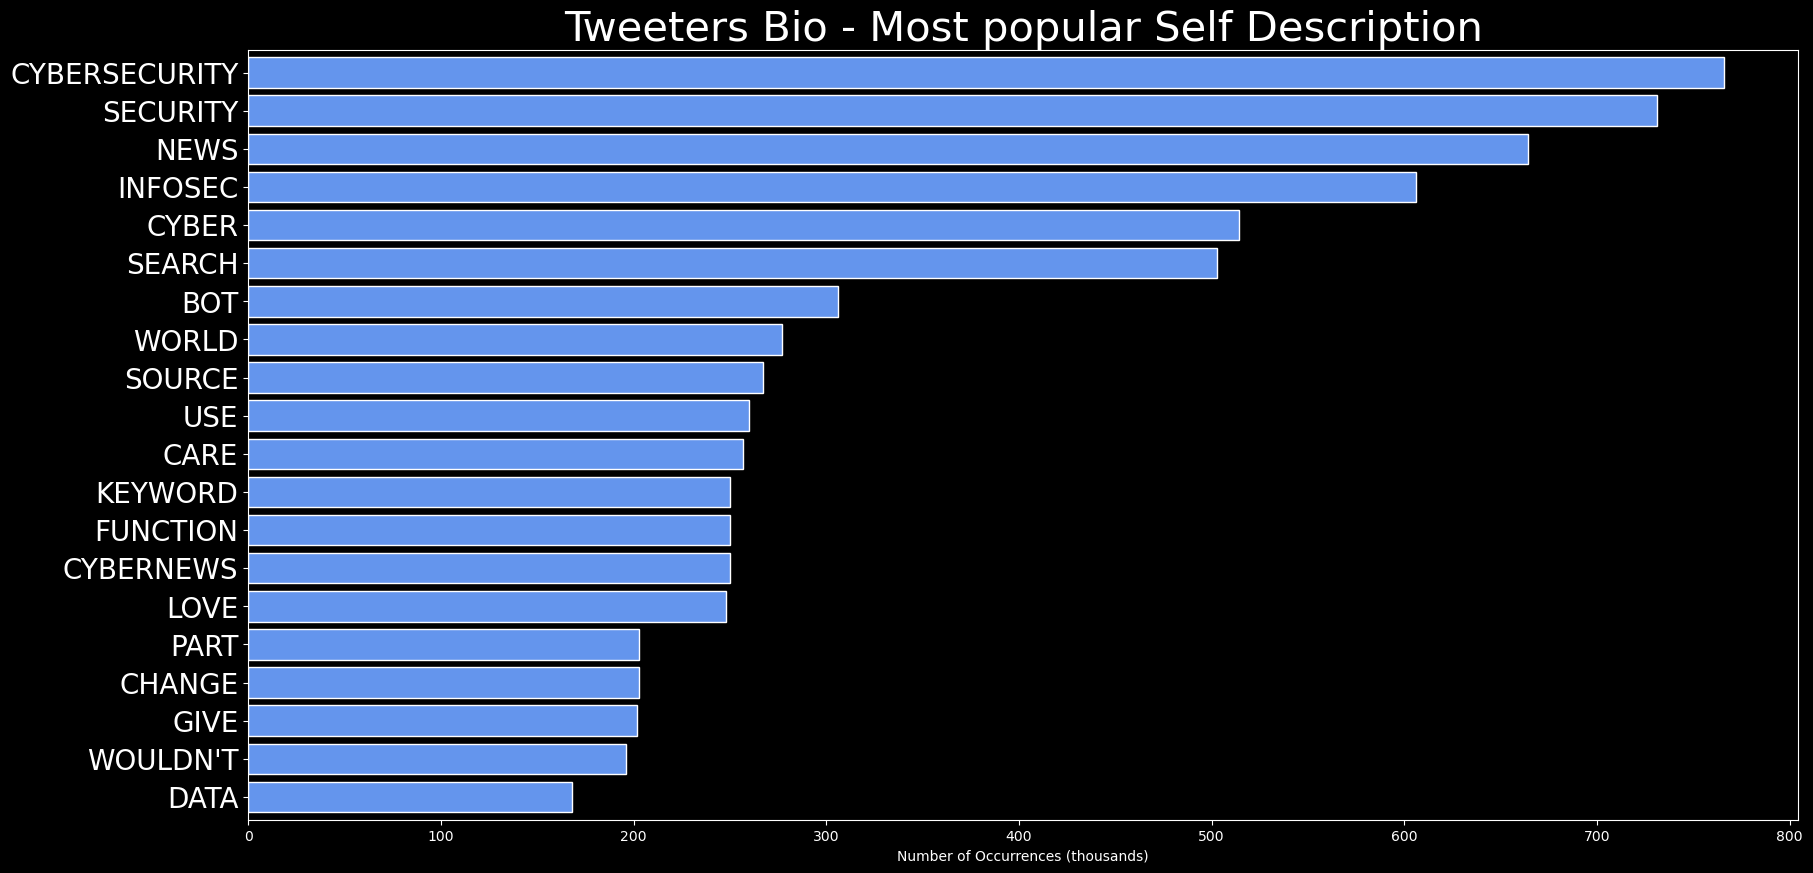 Tweeters Bio - Most popular Self Description
CYBERSECURITY
SECURITY
NEWS
INFOSEC
CYBER
SEARCH
BOT
WORLD
SOURCE
USE
CARE
KEYWORD
FUNCTION
CYBERNEWS
LOVE
PART
CHANGE
GIVE
WOULDN'T
DATA
0 100 200 300 400 500 600 700 800
Number of Occurrences (thousands)